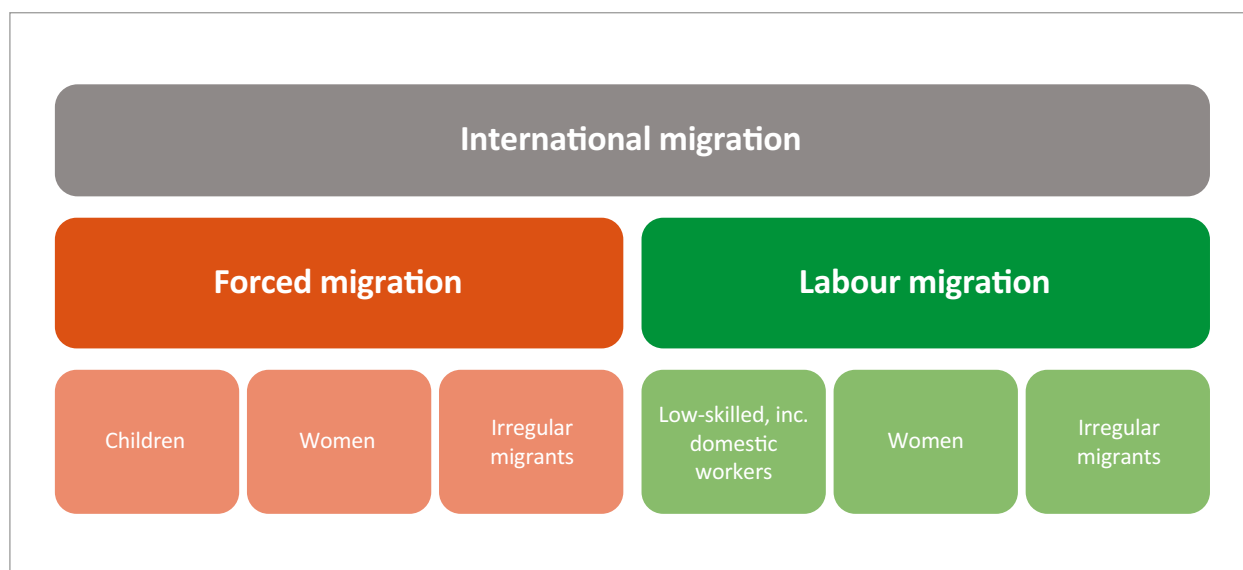 International migration
Forced migration
Labour migration
Children
Women
Irregular
migrants
Low-skilled, inc.
domestic
workers
Women
Irregular
migrants